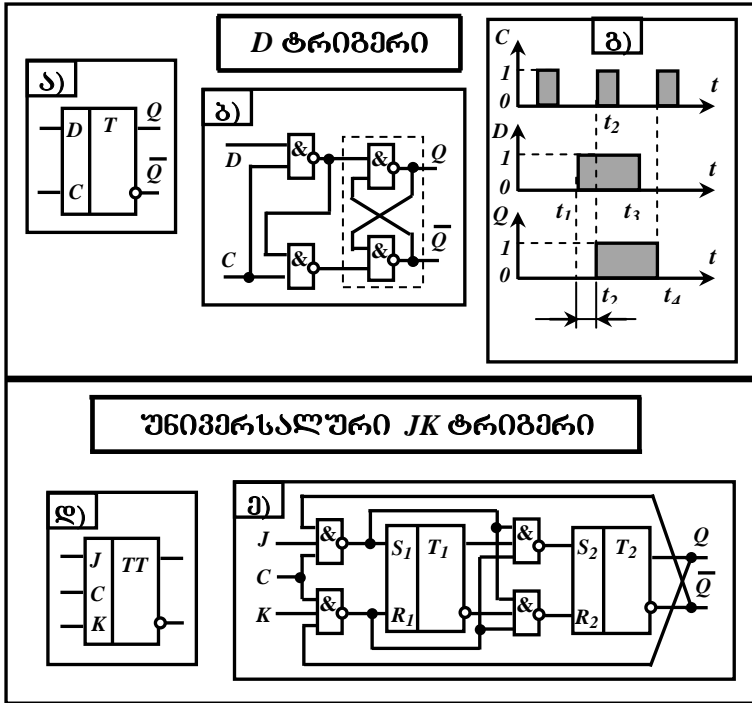 D ტრიგერი
ა)
D T Q
C Q̅
ბ)
D & & Q
C & & Q̅
გ)
C
1
0
t
t₂
D
1
0
t
t₁ t₃
Q
1
0
t
t₂ t₄
უნივერსალური JK ტრიგერი
დ)
J TT
C
K
ე)
J & S₁ T₁ & S₂ T₂ Q
C Q̅
K & R₁ & R₂